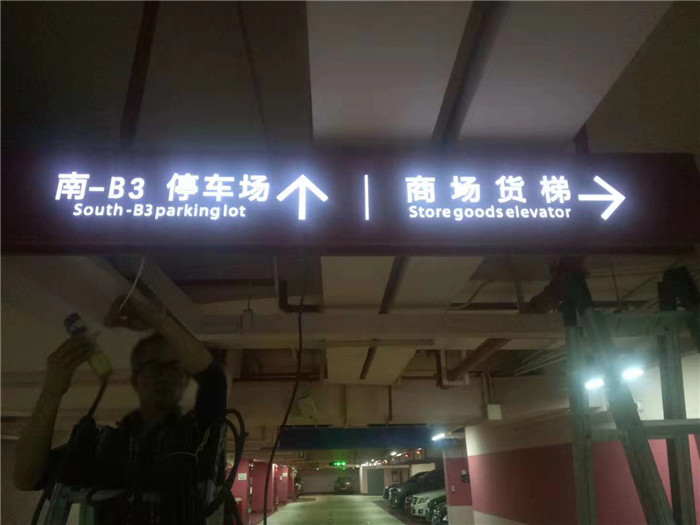 南-B3 停车场
South-B3 parking lot
商场货梯
Store goods elevator